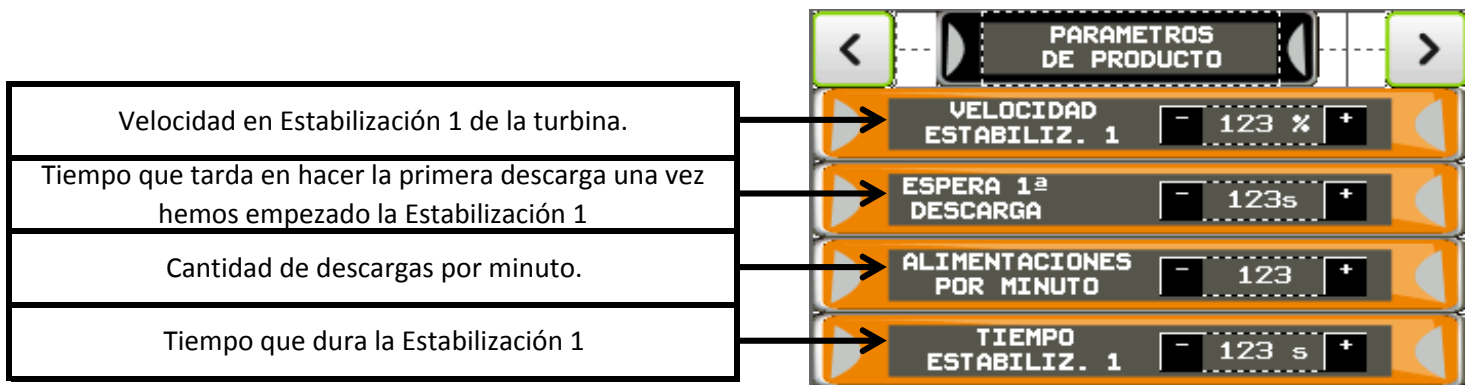 PARAMETROS
DE PRODUCTO
Velocidad en Estabilización 1 de la turbina.
VELOCIDAD
ESTABILIZ. 1
- 123 % +
Tiempo que tarda en hacer la primera descarga una vez
hemos empezado la Estabilización 1
ESPERA 1ª
DESCARGA
- 123s +
Cantidad de descargas por minuto.
ALIMENTACIONES
POR MINUTO
- 123 +
Tiempo que dura la Estabilización 1
TIEMPO
ESTABILIZ. 1
- 123 s +